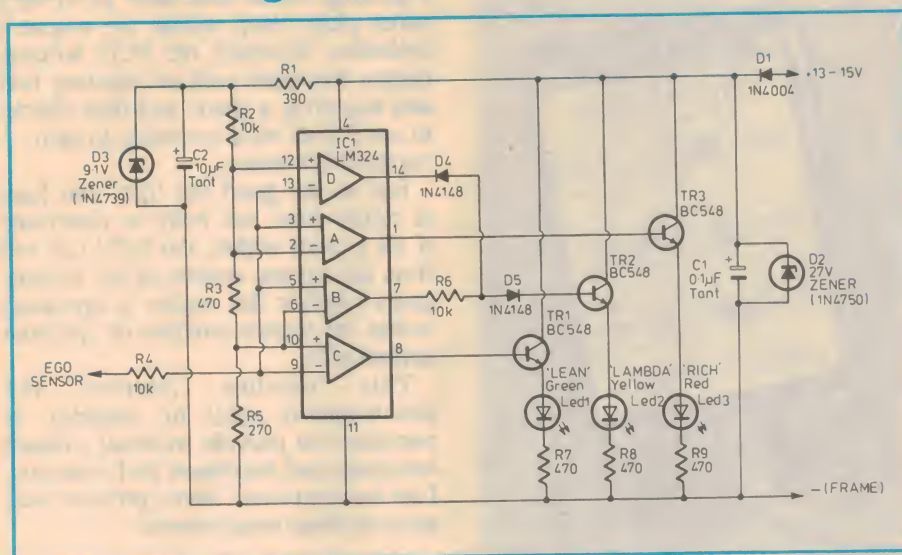 D1
+13-15V
1N4004
R1
390
R2
10k
4
IC1
LM324
D3
9·1V
Zener
(1N4739)
+
C2
10µF
Tant
12
+
13
-
D
14
D4
1N4148
3
+
2
-
A
1
TR3
BC548
5
+
6
-
B
7
R6
10k
D5
1N4148
TR2
BC548
R3
470
10
+
9
-
C
8
TR1
BC548
C1
0·1µF
Tant
+
D2
27V
ZENER
(1N4750)
EGO
SENSOR
R4
10k
R5
270
11
'LEAN'
Green
Led1
'LAMBDA'
Yellow
Led2
'RICH'
Red
Led3
R7
470
R8
470
R9
470
-(FRAME)